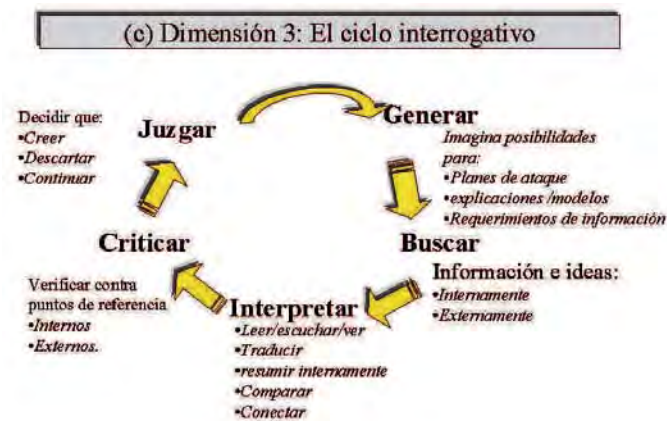 (c) Dimensión 3: El ciclo interrogativo
Generar
Imagina posibilidades
para:
•Planes de ataque
•explicaciones /modelos
•Requerimientos de información
Buscar
Información e ideas:
•Internamente
•Externamente
Interpretar
•Leer/escuchar/ver
•Traducir
•resumir internamente
•Comparar
•Conectar
Criticar
Verificar contra
puntos de referencia
•Internos
•Externos.
Juzgar
Decidir que:
•Creer
•Descartar
•Continuar